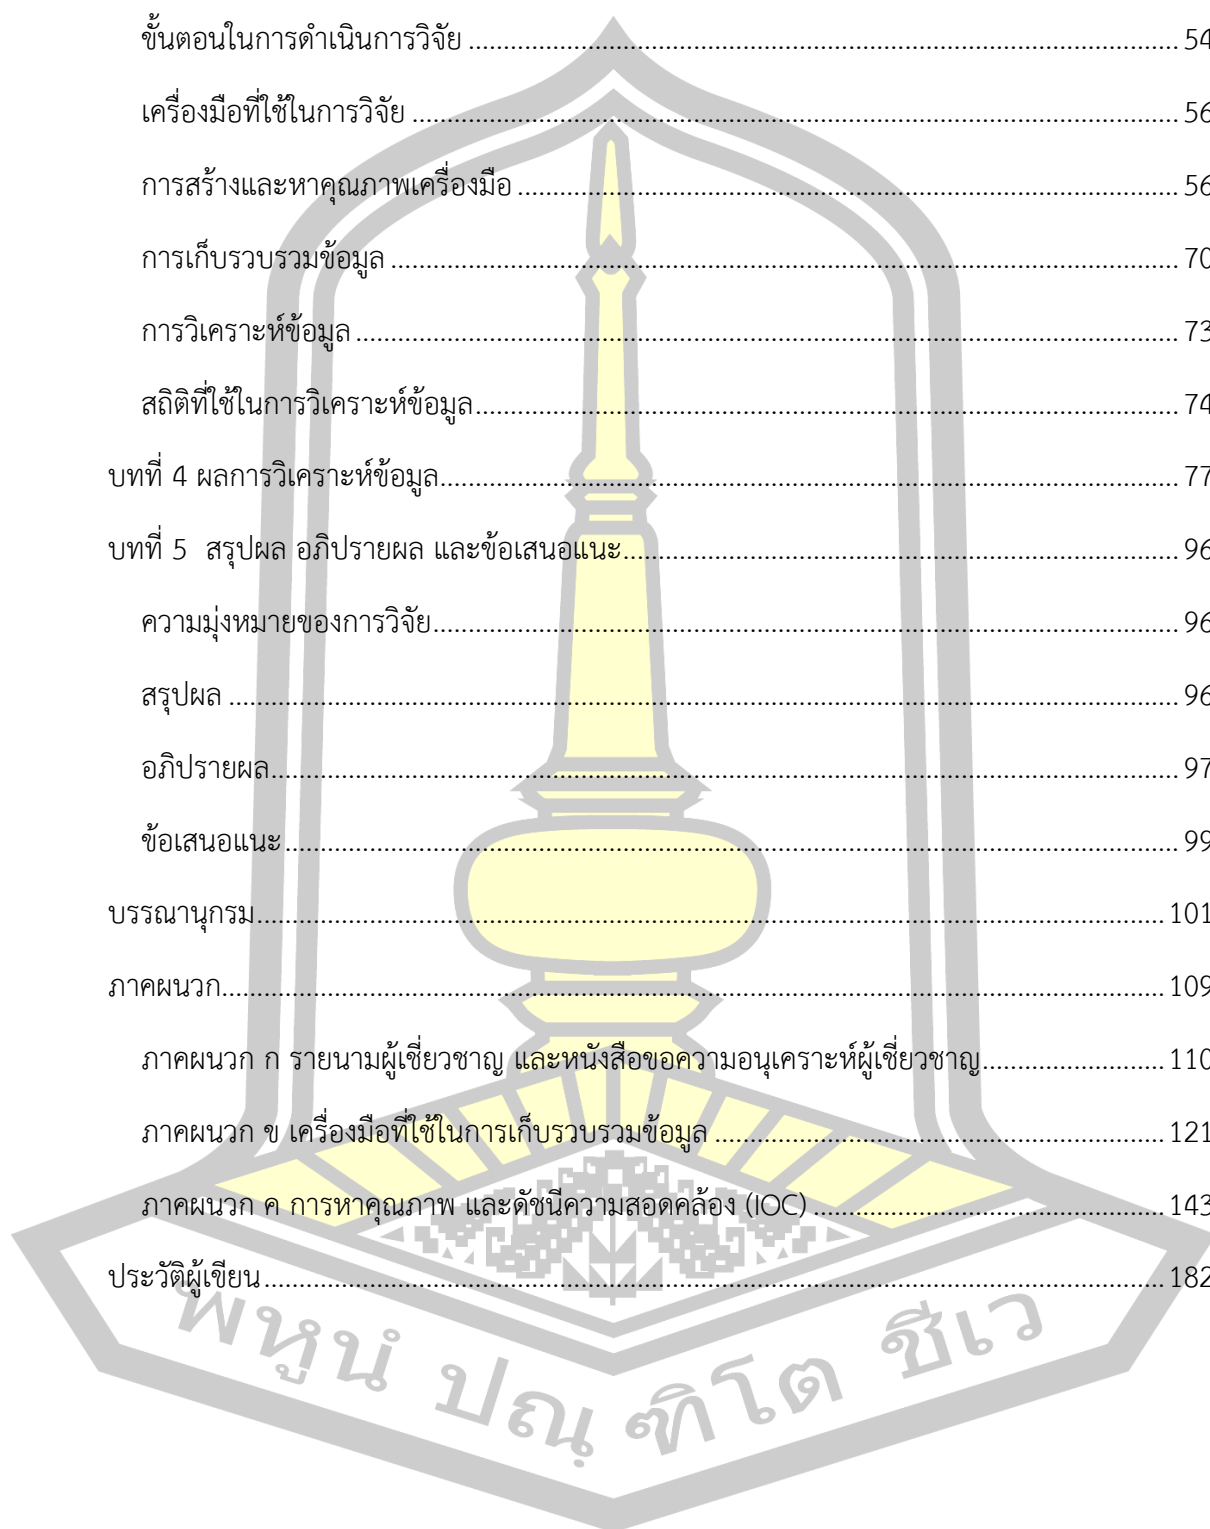 ขั้นตอนในการดำเนินการวิจัย ........ 54
เครื่องมือที่ใช้ในการวิจัย ........ 56
การสร้างและหาคุณภาพเครื่องมือ ........ 56
การเก็บรวบรวมข้อมูล ........ 70
การวิเคราะห์ข้อมูล ........ 73
สถิติที่ใช้ในการวิเคราะห์ข้อมูล ........ 74
บทที่ 4 ผลการวิเคราะห์ข้อมูล ........ 77
บทที่ 5 สรุปผล อภิปรายผล และข้อเสนอแนะ ........ 96
ความมุ่งหมายของการวิจัย ........ 96
สรุปผล ........ 96
อภิปรายผล ........ 97
ข้อเสนอแนะ ........ 99
บรรณานุกรม ........ 101
ภาคผนวก ........ 109
ภาคผนวก ก รายนามผู้เชี่ยวชาญ และหนังสือขอความอนุเคราะห์ผู้เชี่ยวชาญ ........ 110
ภาคผนวก ข เครื่องมือที่ใช้ในการเก็บรวบรวมข้อมูล ........ 121
ภาคผนวก ค การหาคุณภาพ และดัชนีความสอดคล้อง (IOC) ........ 143
ประวัติผู้เขียน ........ 182
พหูนํ ปณฺฑิโต ชีเว